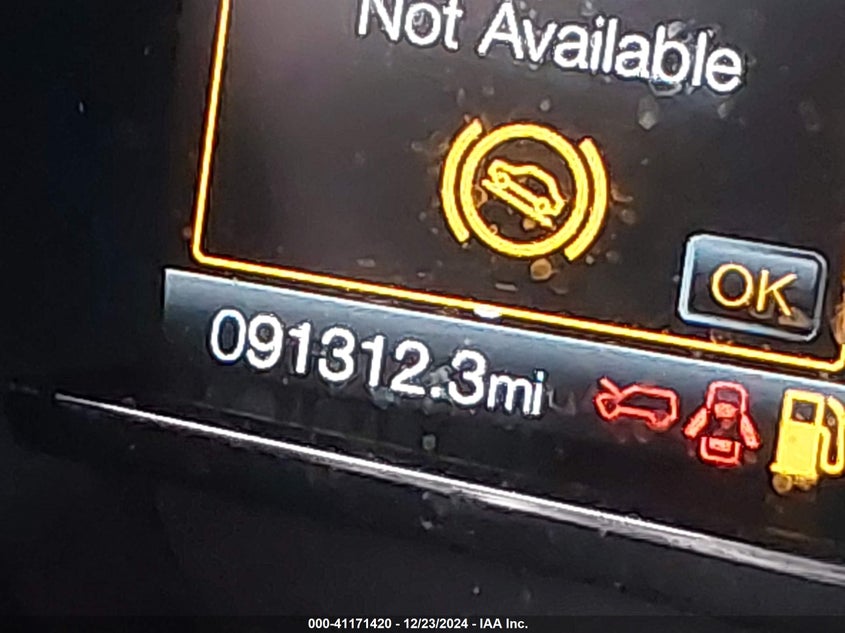 Not Available
OK
091312.3mi
000-41171420 - 12/23/2024 - IAA Inc.